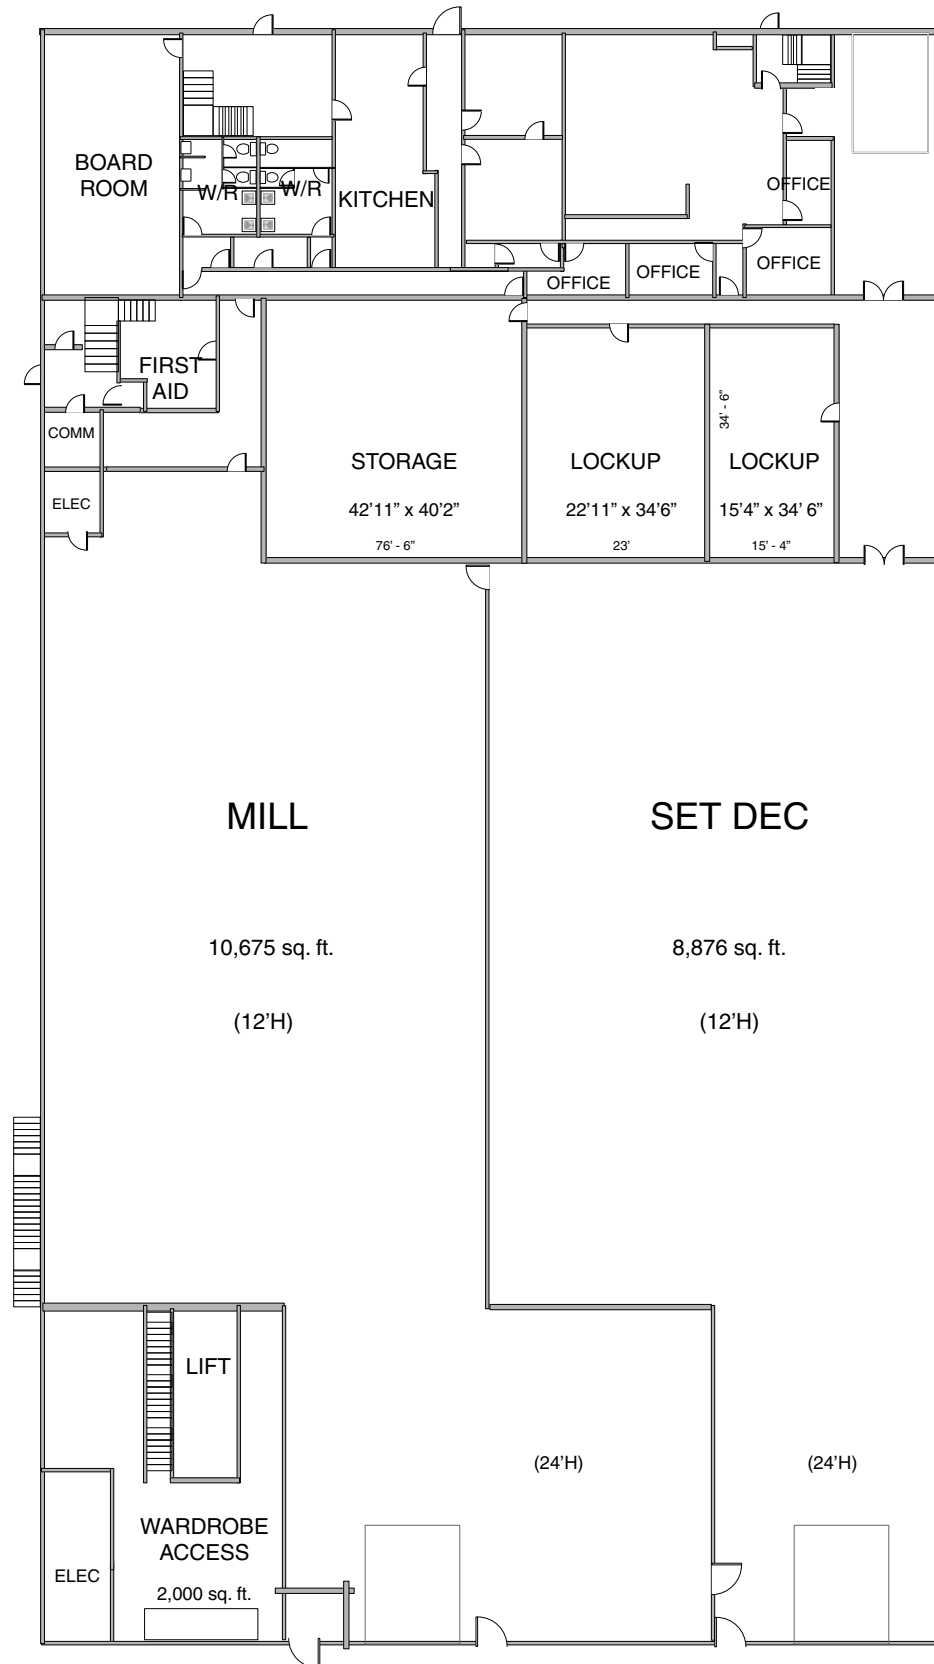 BOARD
ROOM
W/R
W/R
KITCHEN
OFFICE
OFFICE
OFFICE
OFFICE
FIRST
AID
34' - 6”
COMM
STORAGE
LOCKUP
LOCKUP
ELEC
42’11” x 40’2”
22’11” x 34’6”
15’4” x 34’ 6”
76’ - 6”
23’
15’ - 4”
MILL
SET DEC
10,675 sq. ft.
8,876 sq. ft.
(12’H)
(12’H)
LIFT
(24’H)
(24’H)
WARDROBE
ACCESS
ELEC
2,000 sq. ft.